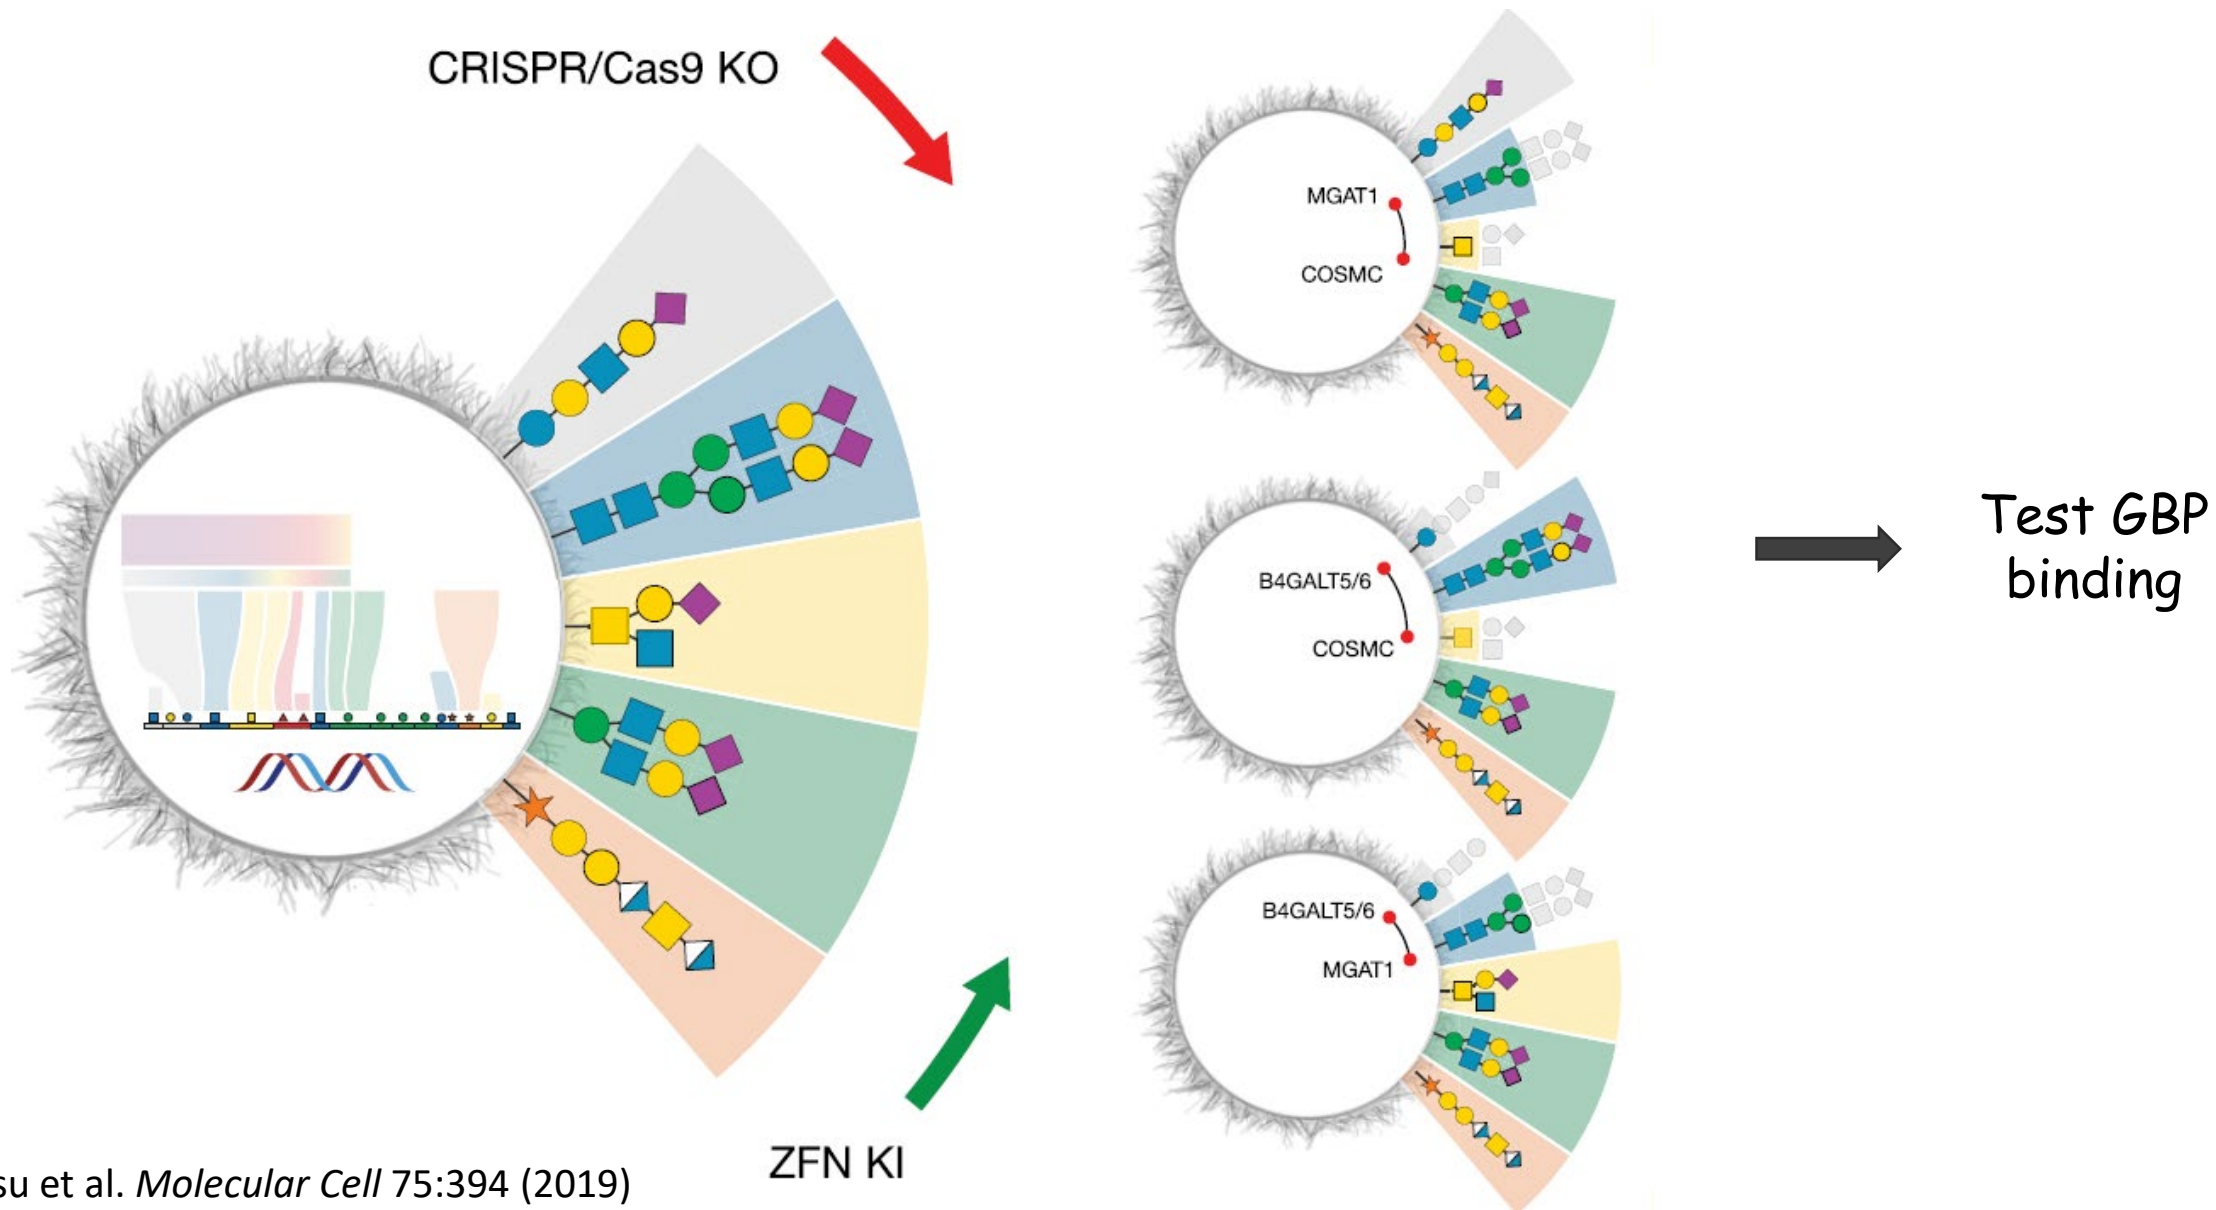 CRISPR/Cas9 KO
MGAT1
COSMC
B4GALT5/6
COSMC
Test GBP
binding
B4GALT5/6
MGAT1
ZFN KI
su et al. Molecular Cell 75:394 (2019)